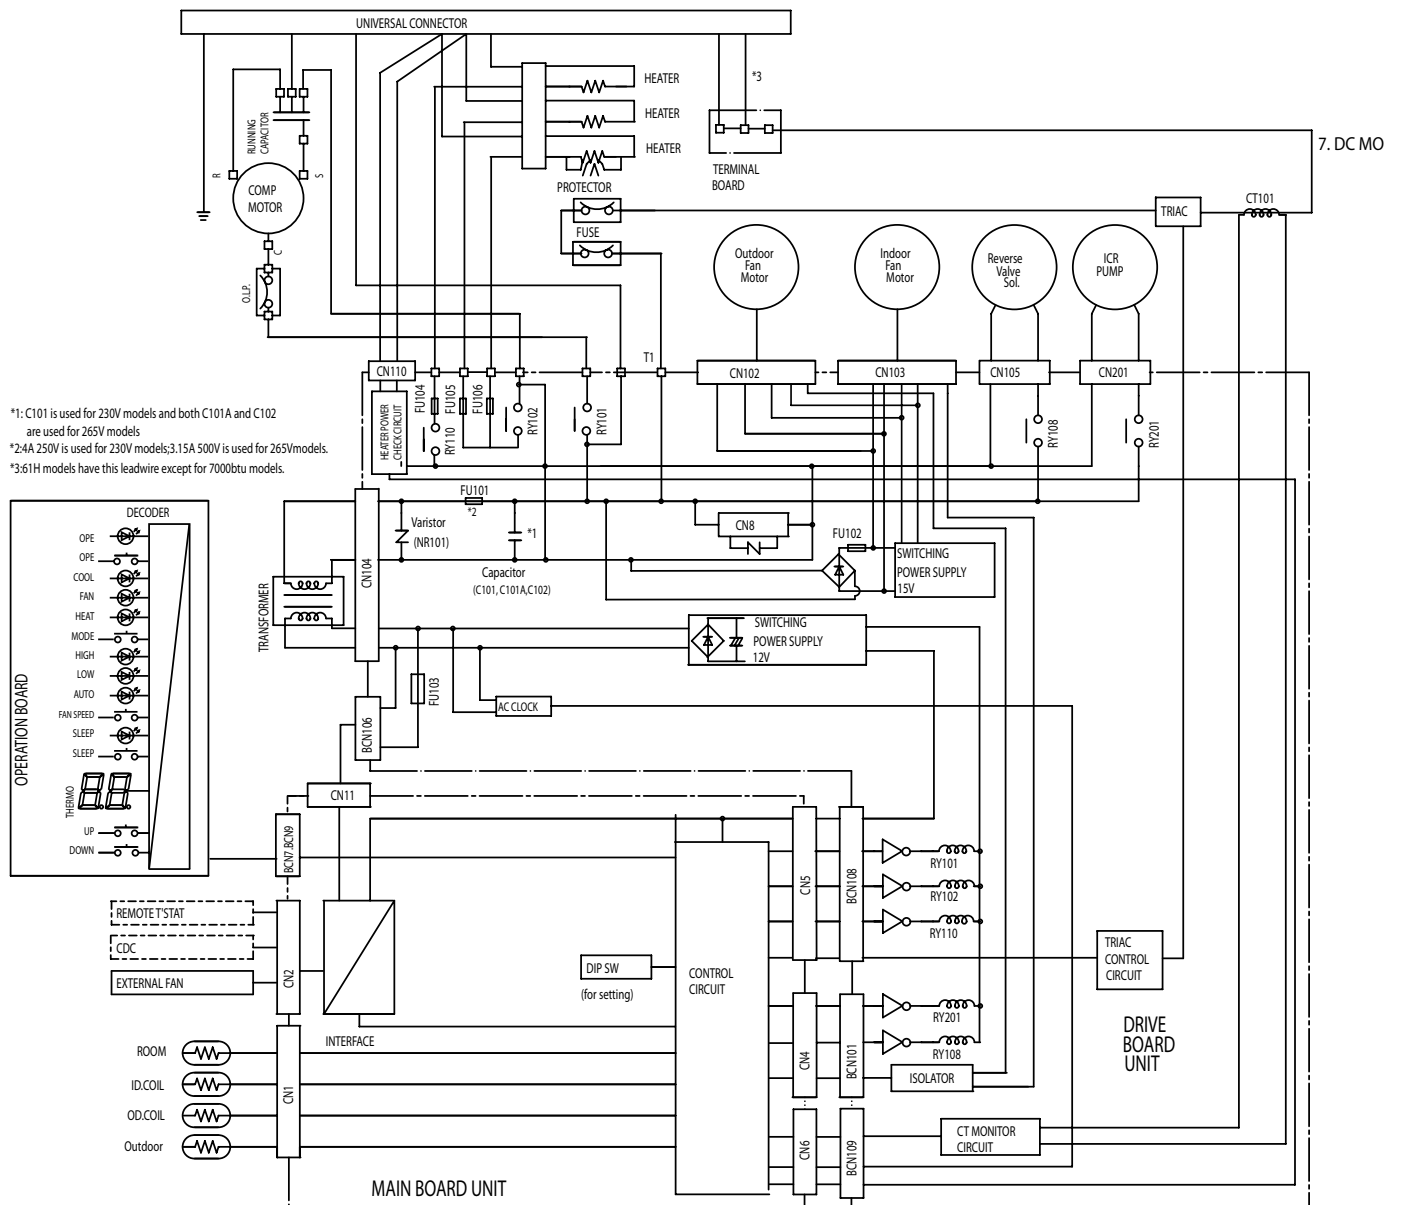 UNIVERSAL CONNECTOR
HEATER
HEATER
HEATER
*3
RUNNING
CAPACITOR
R
S
COMP
MOTOR
C
O.L.P.
PROTECTOR
FUSE
TERMINAL
BOARD
7. DC MO
TRIAC
CT101
Outdoor
Fan
Motor
Indoor
Fan
Motor
Reverse
Valve
Sol.
ICR
PUMP
T1
CN110
CN102
CN103
CN105
CN201
HEATER POWER
CHECK CIRCUIT
FU104
FU105
FU106
RY110
RY102
RY101
RY108
RY201
*1: C101 is used for 230V models and both C101A and C102
are used for 265V models
*2:4A 250V is used for 230V models;3.15A 500V is used for 265Vmodels.
*3:61H models have this leadwire except for 7000btu models.
FU101
*2
Varistor
(NR101)
*1
Capacitor
(C101, C101A,C102)
CN8
FU102
SWITCHING
POWER SUPPLY
15V
CN104
TRANSFORMER
SWITCHING
POWER SUPPLY
12V
FU103
AC CLOCK
BCN106
OPERATION BOARD
DECODER
OPE
OPE
COOL
FAN
HEAT
MODE
HIGH
LOW
AUTO
FAN SPEED
SLEEP
SLEEP
THERMO
UP
DOWN
CN11
BCN7.BCN9
REMOTE T'STAT
CDC
EXTERNAL FAN
CN2
INTERFACE
DIP SW
(for setting)
CONTROL
CIRCUIT
CN5
BCN108
RY101
RY102
RY110
TRIAC
CONTROL
CIRCUIT
CN4
BCN101
RY201
RY108
ISOLATOR
DRIVE
BOARD
UNIT
ROOM
ID.COIL
OD.COIL
Outdoor
CN1
CN6
BCN109
CT MONITOR
CIRCUIT
MAIN BOARD UNIT